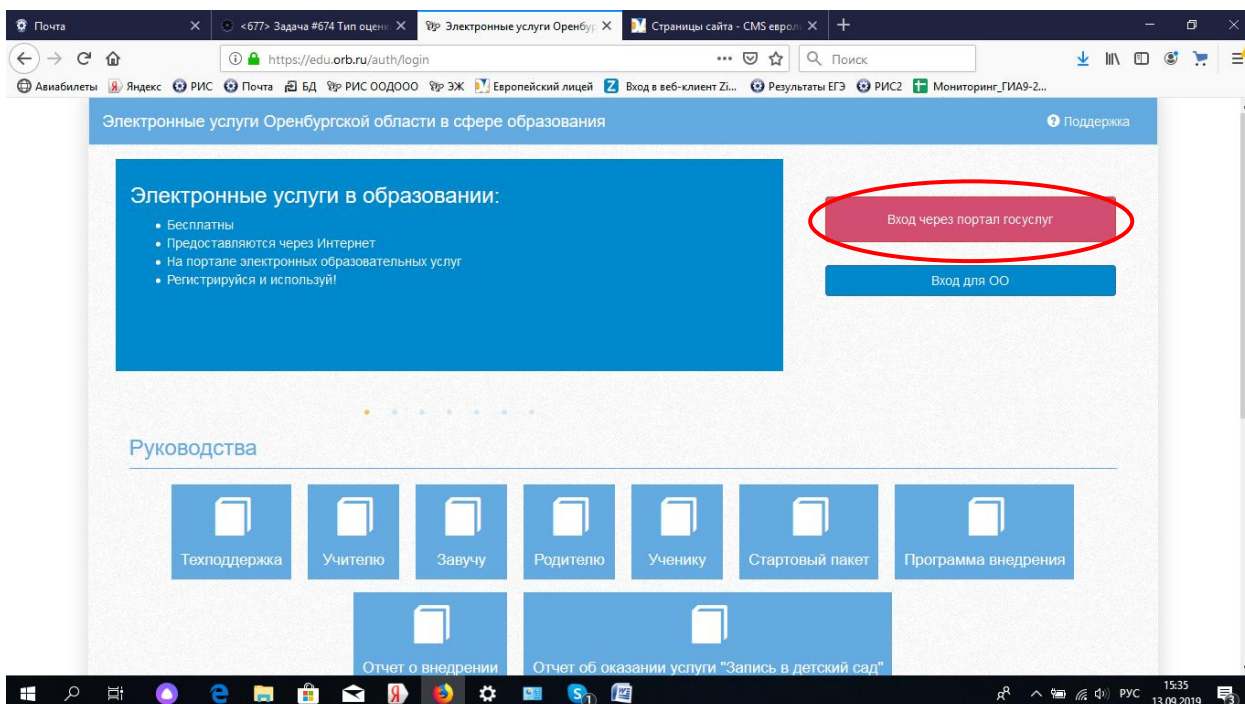 Почта
<677> Задача #674 Тип оценк
Электронные услуги Оренбур
Страницы сайта - CMS европ
https://edu.orb.ru/auth/login
Поиск
Авиабилеты Яндекс РИС Почта БД РИС ООДОО ЭЖ Европейский лицей Вход в веб-клиент Zi... Результаты ЕГЭ РИС2 Мониторинг_ГИА9-2...
Электронные услуги Оренбургской области в сфере образования
Поддержка
Электронные услуги в образовании:
• Бесплатны
• Предоставляются через Интернет
• На портале электронных образовательных услуг
• Регистрируйся и используй!
Вход через портал госуслуг
Вход для ОО
Руководства
Техподдержка Учителю Завучу Родителю Ученику Стартовый пакет Программа внедрения
Отчет о внедрении Отчет об оказании услуги "Запись в детский сад"
РУС
15:35
13.09.2019